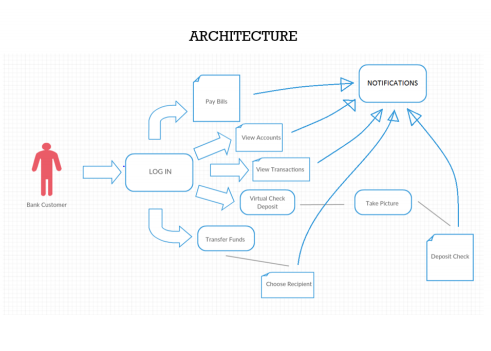 ARCHITECTURE
NOTIFICATIONS
Pay Bills
View Accounts
LOG IN
View Transactions
Bank Customer
Virtual Check
Deposit
Take Picture
Transfer Funds
Deposit Check
Choose Recipient